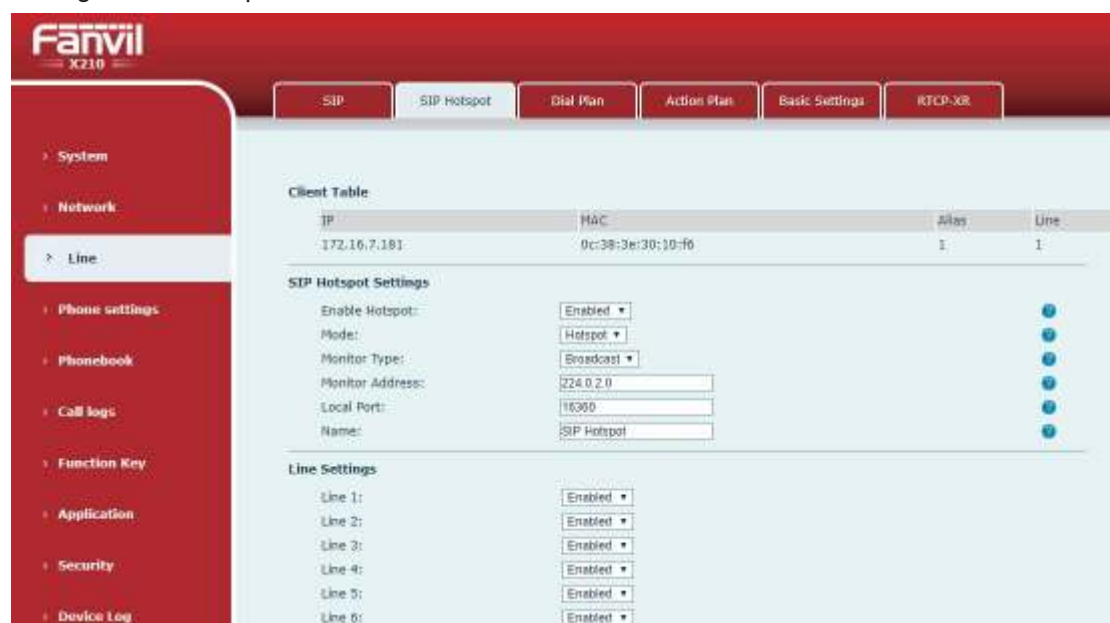 Fanvil
X210
SIP
SIP Hotspot
Dial Plan
Action Plan
Basic Settings
RTCP-XR
System
Network
Line
Phone settings
Phonebook
Call logs
Function Key
Application
Security
Device Log
Client Table
IP MAC Alias Line
172.16.7.181 0c:38:3e:30:10:f6 1 1
SIP Hotspot Settings
Enable Hotspot: Enabled
Mode: Hotspot
Monitor Type: Broadcast
Monitor Address: 224.0.2.0
Local Port: 16360
Name: SIP Hotspot
Line Settings
Line 1: Enabled
Line 2: Enabled
Line 3: Enabled
Line 4: Enabled
Line 5: Enabled
Line 6: Enabled